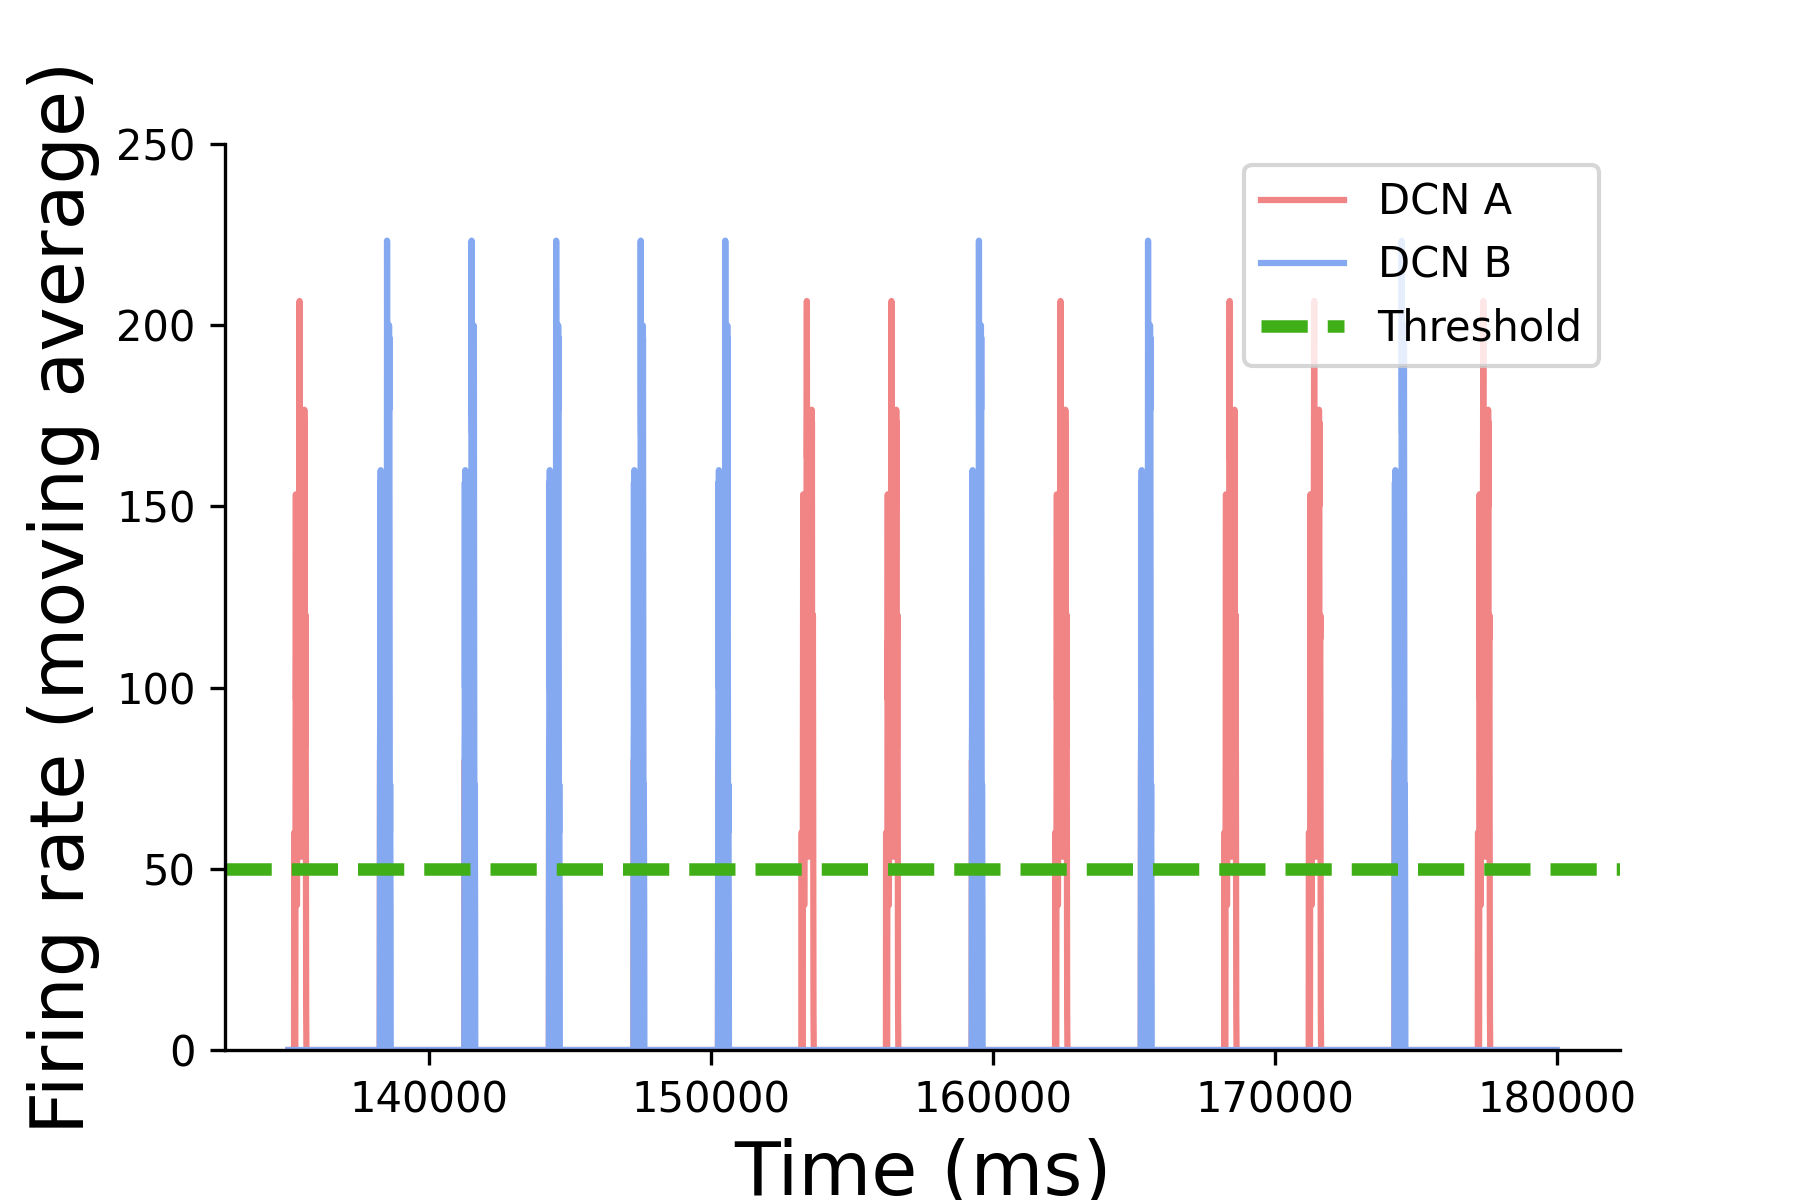 Firing rate (moving average)
250
200
150
100
50
0
DCN A
DCN B
Threshold
140000 150000 160000 170000 180000
Time (ms)